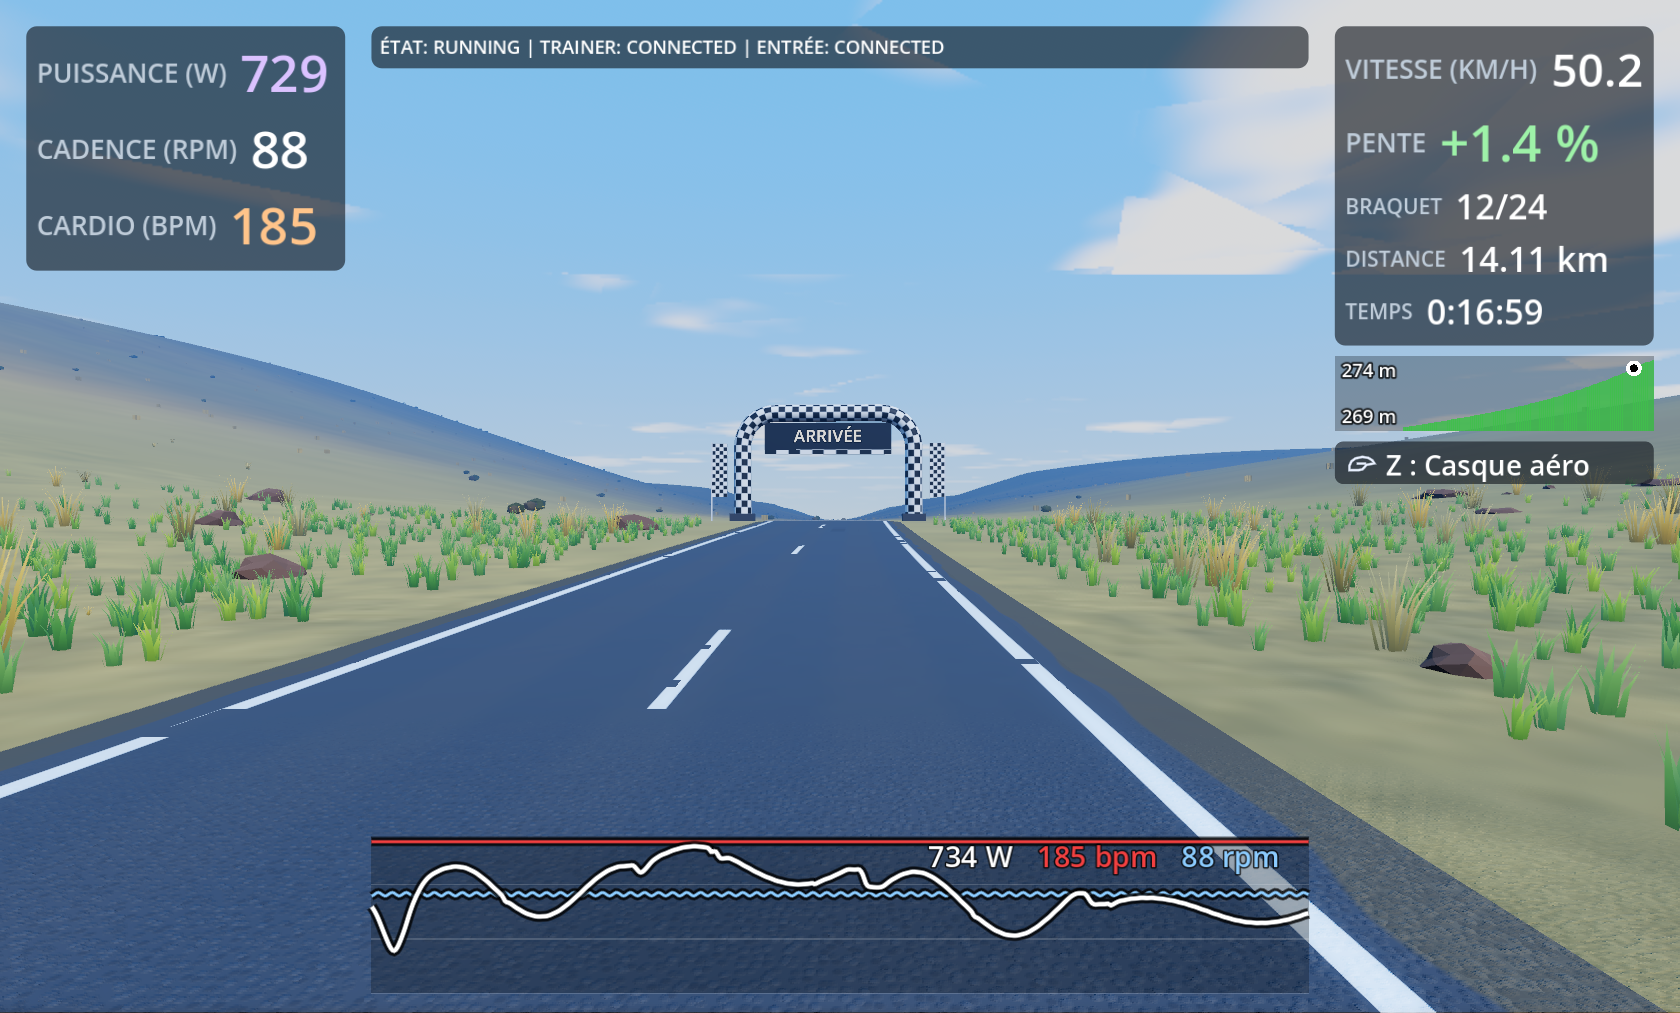 PUISSANCE (W) 729
CADENCE (RPM) 88
CARDIO (BPM) 185
ÉTAT: RUNNING | TRAINER: CONNECTED | ENTRÉE: CONNECTED
VITESSE (KM/H) 50.2
PENTE +1.4 %
BRAQUET 12/24
DISTANCE 14.11 km
TEMPS 0:16:59
274 m
269 m
Z : Casque aéro
ARRIVÉE
734 W 185 bpm 88 rpm